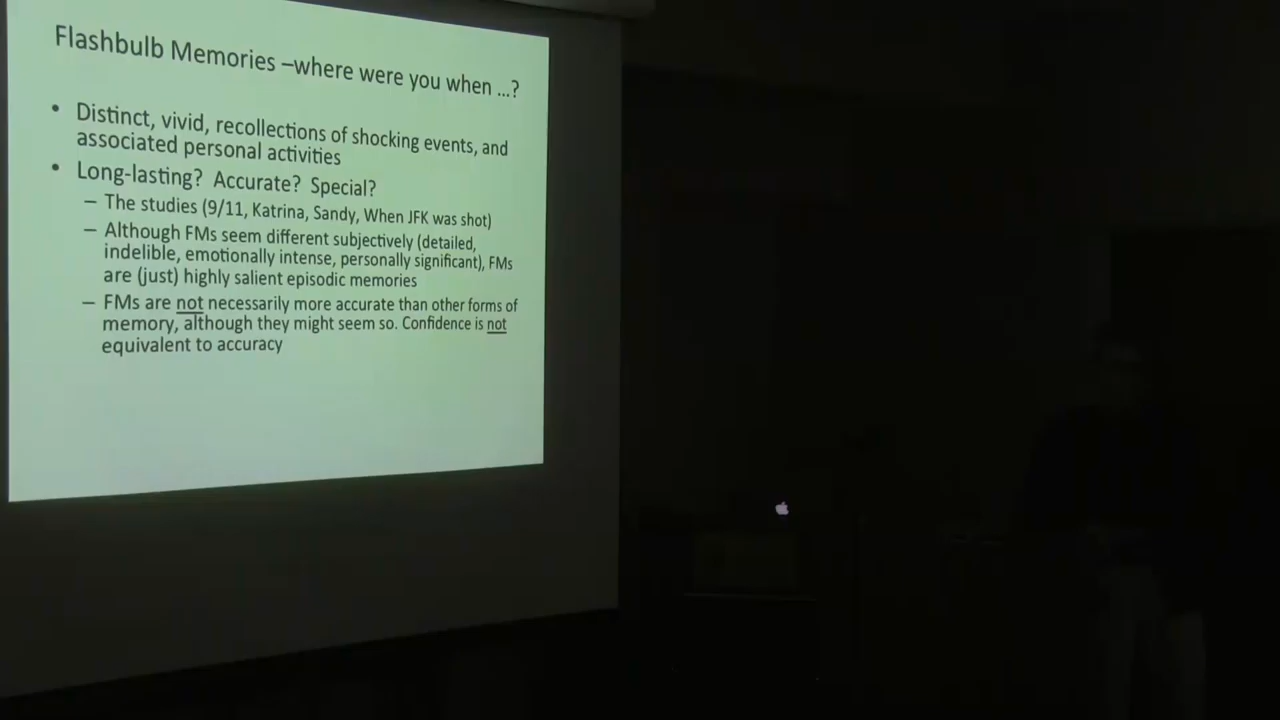 Flashbulb Memories –where were you when ...?
• Distinct, vivid, recollections of shocking events, and
associated personal activities
• Long-lasting? Accurate? Special?
– The studies (9/11, Katrina, Sandy, When JFK was shot)
– Although FMs seem different subjectively (detailed,
indelible, emotionally intense, personally significant), FMs
are (just) highly salient episodic memories
– FMs are not necessarily more accurate than other forms of
memory, although they might seem so. Confidence is not
equivalent to accuracy